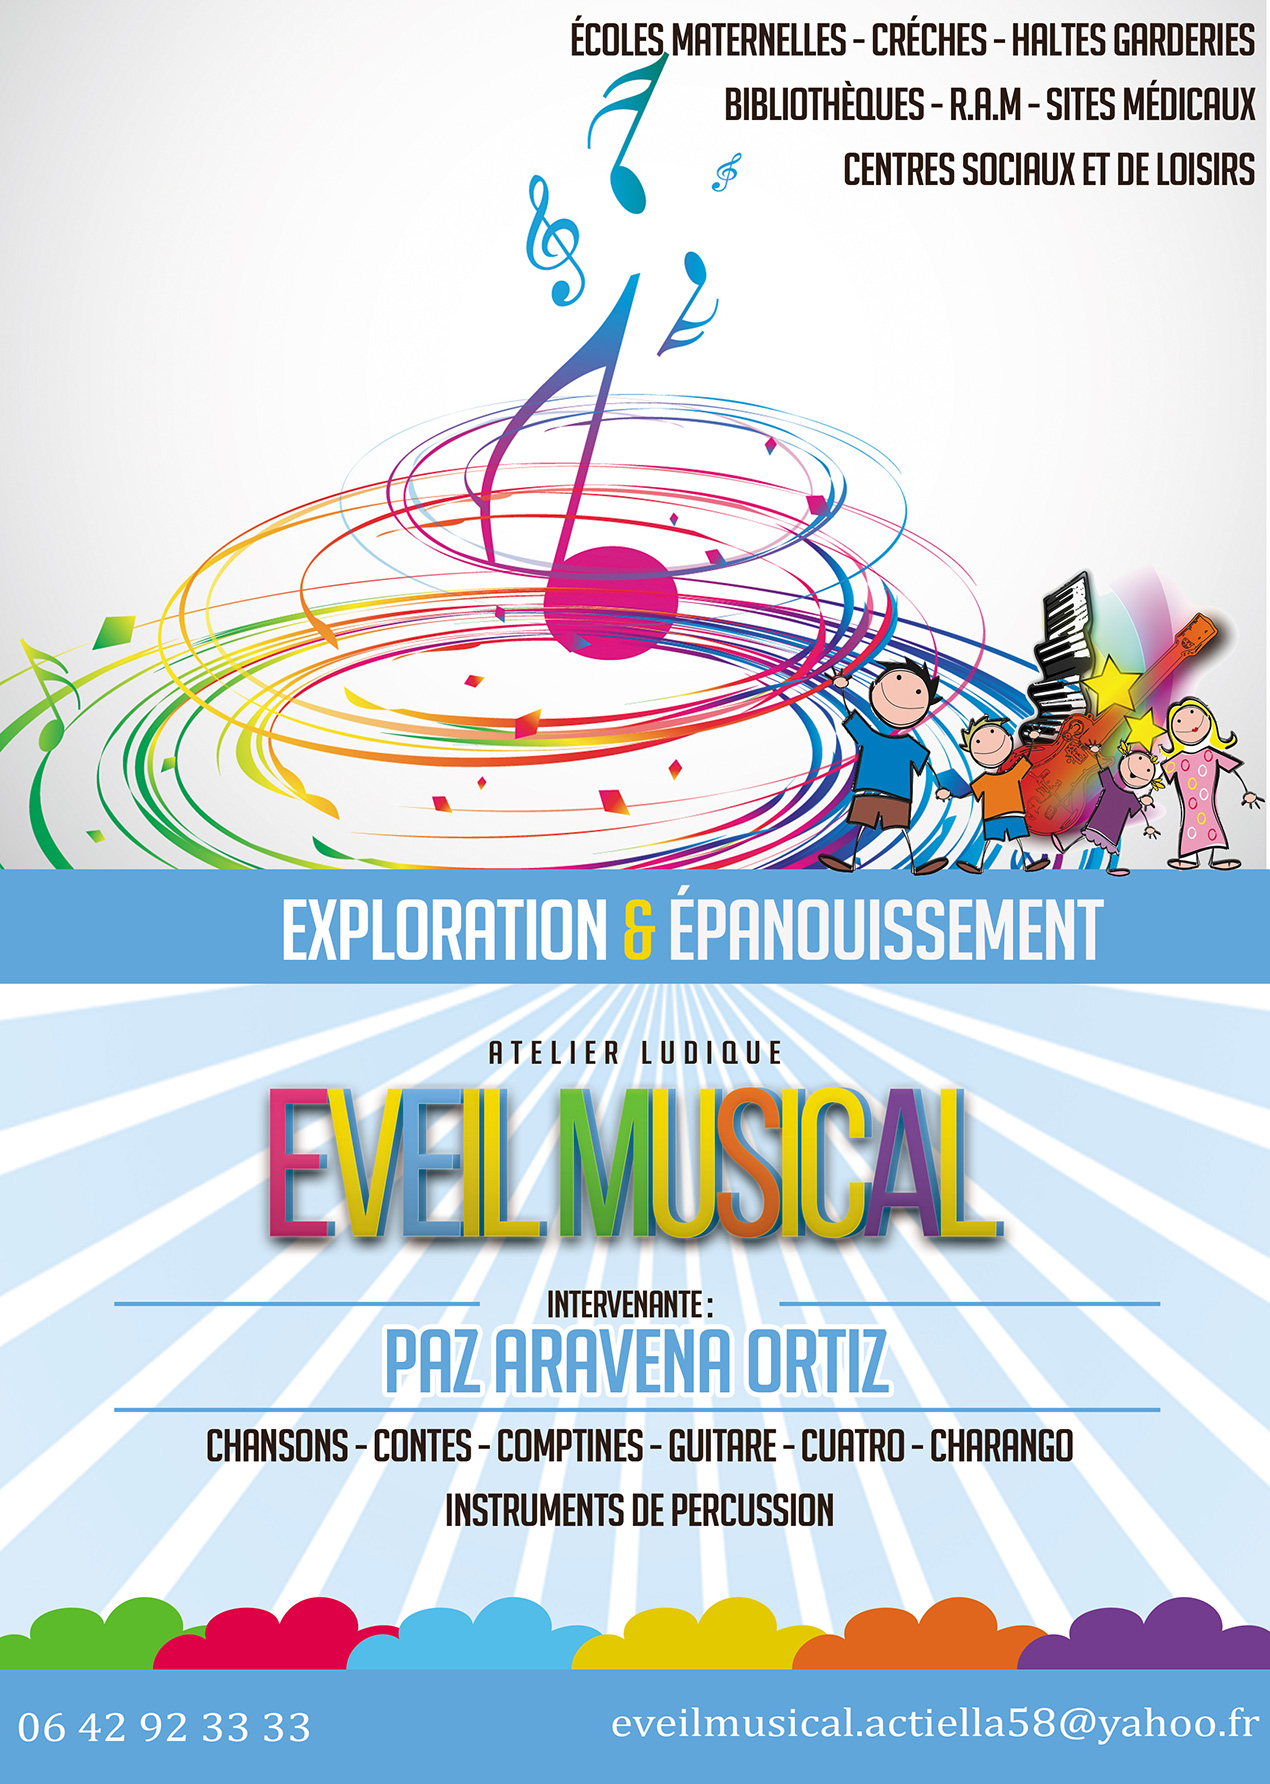 ÉCOLES MATERNELLES - CRÉCHES - HALTES GARDERIES
BIBLIOTHÈQUES - R.A.M - SITES MÉDICAUX
CENTRES SOCIAUX ET DE LOISIRS
EXPLORATION & ÉPANOUISSEMENT
ATELIER LUDIQUE
EVEIL MUSICAL
INTERVENANTE :
PAZ ARAVENA ORTIZ
CHANSONS - CONTES - COMPTINES - GUITARE - CUATRO - CHARANGO
INSTRUMENTS DE PERCUSSION
06 42 92 33 33
eveilmusical.actiella58@yahoo.fr